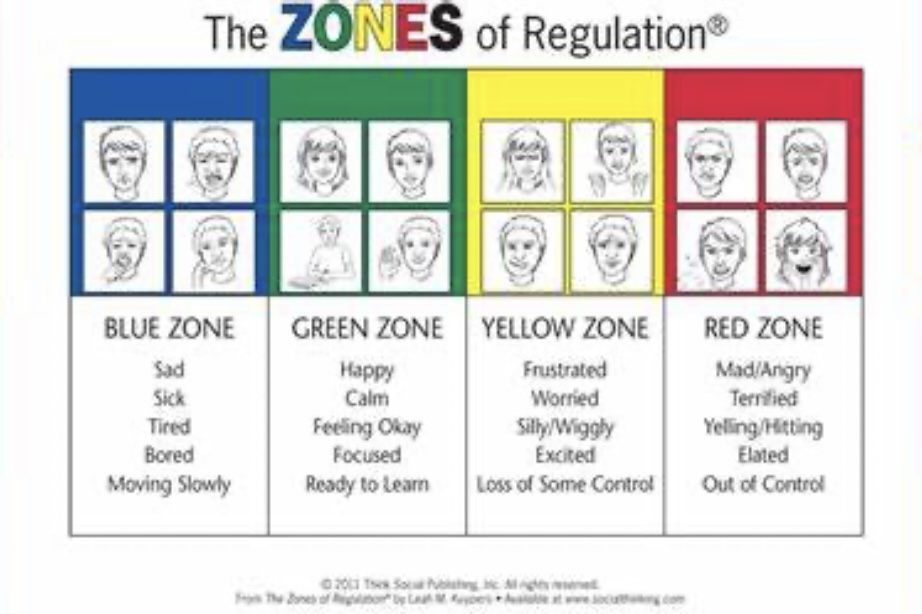 The ZONES of Regulation®
BLUE ZONE
Sad
Sick
Tired
Bored
Moving Slowly
GREEN ZONE
Happy
Calm
Feeling Okay
Focused
Ready to Learn
YELLOW ZONE
Frustrated
Worried
Silly/Wiggly
Excited
Loss of Some Control
RED ZONE
Mad/Angry
Terrified
Yelling/Hitting
Elated
Out of Control
© 2011 Think Social Publishing, Inc. All rights reserved.
From The Zones of Regulation® by Leah M. Kuypers • Available at www.socialthinking.com